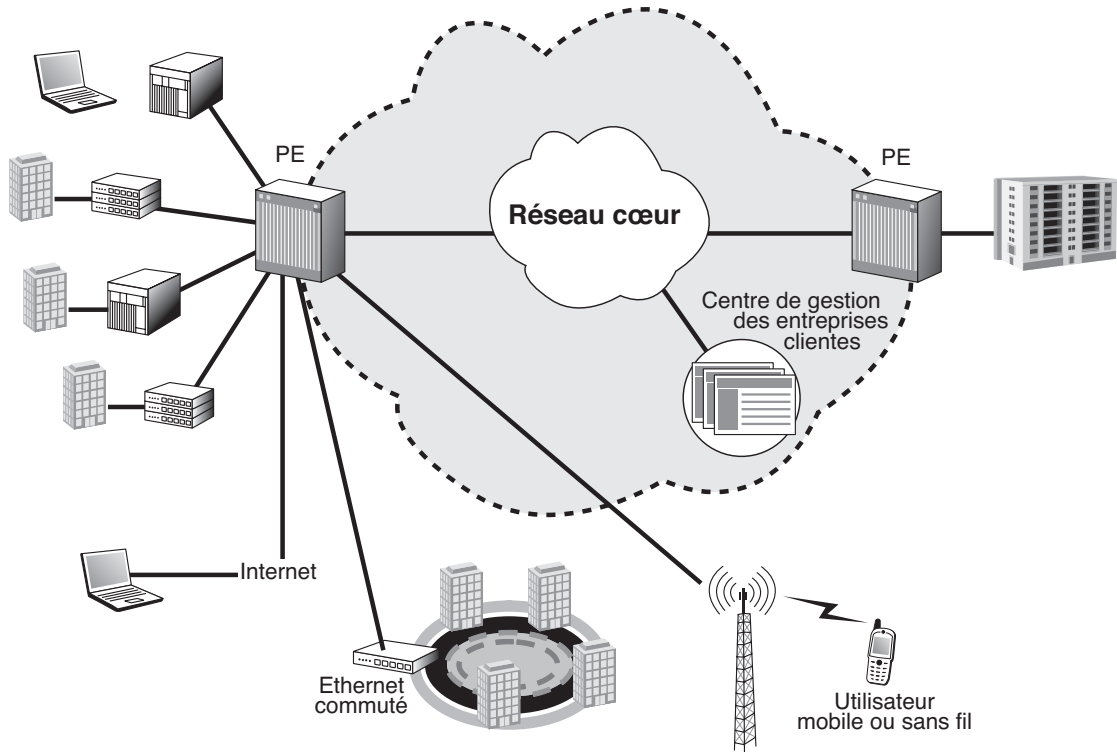 PE
PE
Réseau cœur
Centre de gestion
des entreprises
clientes
Internet
Ethernet
commuté
Utilisateur
mobile ou sans fil